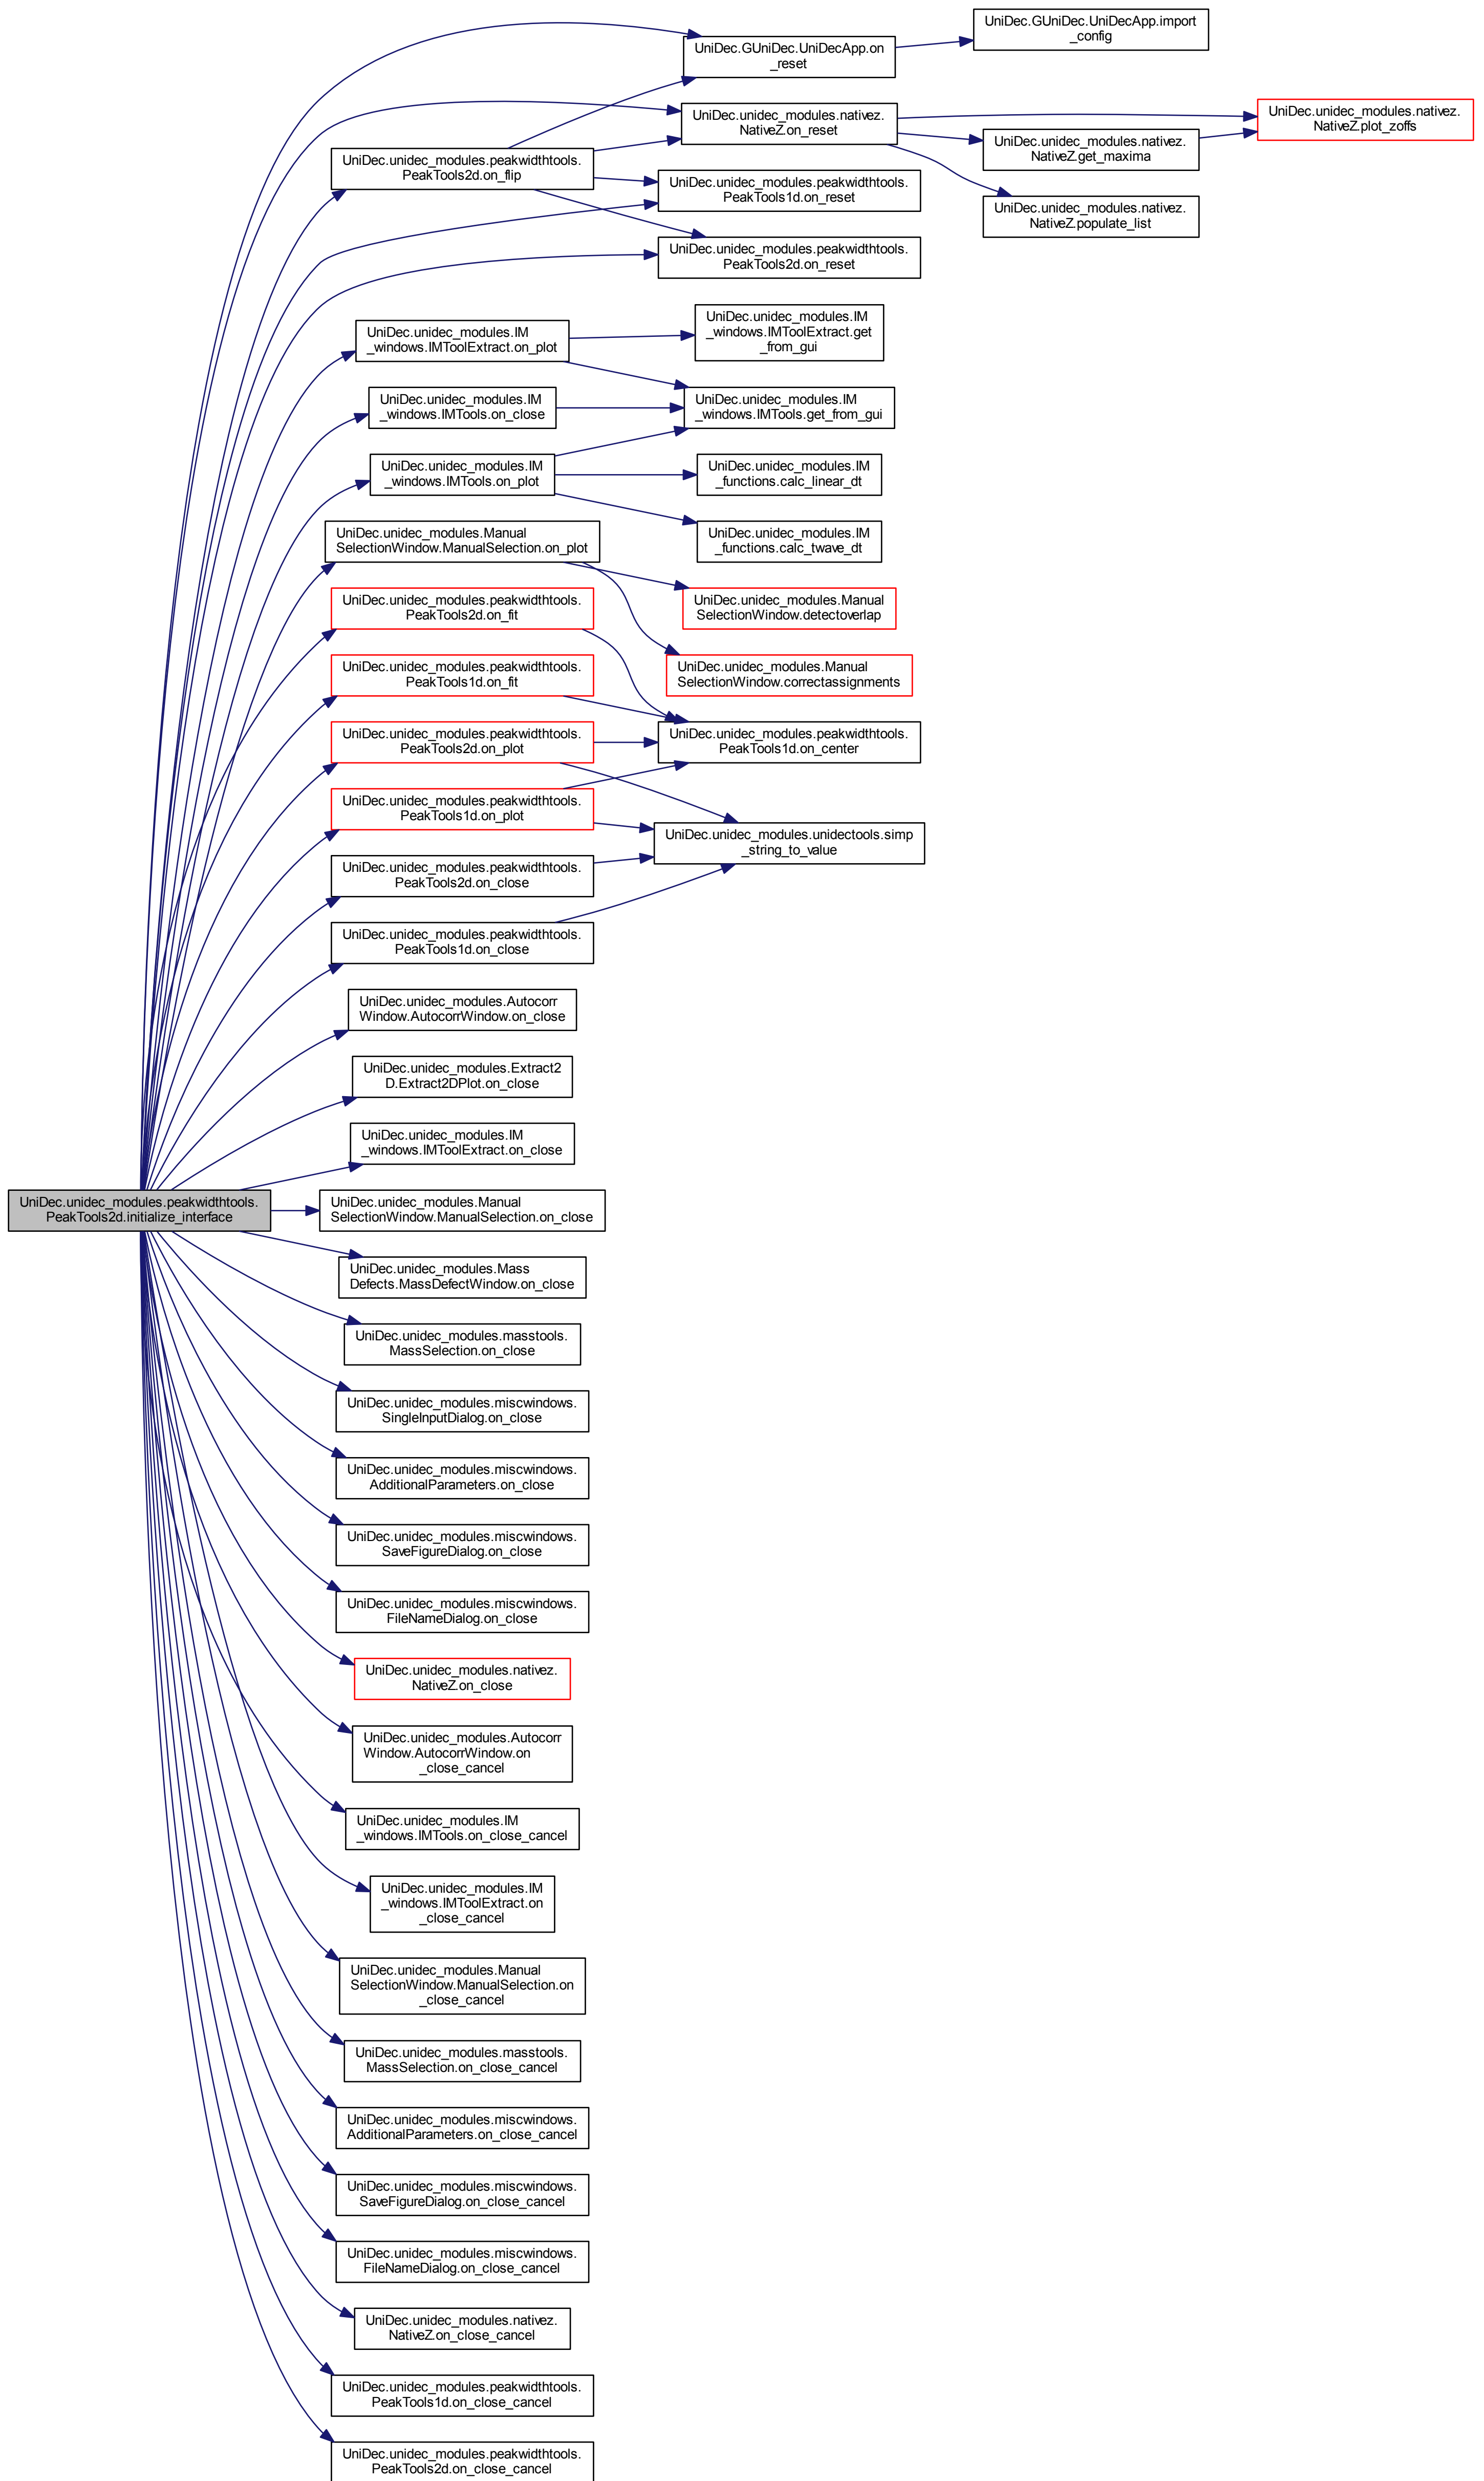 UniDec.GUniDec.UniDecApp.import
_config
UniDec.GUniDec.UniDecApp.on
_reset
UniDec.unidec_modules.nativez.
NativeZ.on_reset
UniDec.unidec_modules.nativez.
NativeZ.plot_zoffs
UniDec.unidec_modules.nativez.
NativeZ.get_maxima
UniDec.unidec_modules.peakwidthtools.
PeakTools2d.on_flip
UniDec.unidec_modules.peakwidthtools.
PeakTools1d.on_reset
UniDec.unidec_modules.nativez.
NativeZ.populate_list
UniDec.unidec_modules.peakwidthtools.
PeakTools2d.on_reset
UniDec.unidec_modules.IM
_windows.IMToolExtract.get
_from_gui
UniDec.unidec_modules.IM
_windows.IMToolExtract.on_plot
UniDec.unidec_modules.IM
_windows.IMTools.on_close
UniDec.unidec_modules.IM
_windows.IMTools.get_from_gui
UniDec.unidec_modules.IM
_windows.IMTools.on_plot
UniDec.unidec_modules.IM
_functions.calc_linear_dt
UniDec.unidec_modules.Manual
SelectionWindow.ManualSelection.on_plot
UniDec.unidec_modules.IM
_functions.calc_twave_dt
UniDec.unidec_modules.peakwidthtools.
PeakTools2d.on_fit
UniDec.unidec_modules.Manual
SelectionWindow.detectoverlap
UniDec.unidec_modules.peakwidthtools.
PeakTools1d.on_fit
UniDec.unidec_modules.Manual
SelectionWindow.correctassignments
UniDec.unidec_modules.peakwidthtools.
PeakTools2d.on_plot
UniDec.unidec_modules.peakwidthtools.
PeakTools1d.on_center
UniDec.unidec_modules.peakwidthtools.
PeakTools1d.on_plot
UniDec.unidec_modules.unidectools.simp
_string_to_value
UniDec.unidec_modules.peakwidthtools.
PeakTools2d.on_close
UniDec.unidec_modules.peakwidthtools.
PeakTools1d.on_close
UniDec.unidec_modules.Autocorr
Window.AutocorrWindow.on_close
UniDec.unidec_modules.Extract2
D.Extract2DPlot.on_close
UniDec.unidec_modules.IM
_windows.IMToolExtract.on_close
UniDec.unidec_modules.peakwidthtools.
PeakTools2d.initialize_interface
UniDec.unidec_modules.Manual
SelectionWindow.ManualSelection.on_close
UniDec.unidec_modules.Mass
Defects.MassDefectWindow.on_close
UniDec.unidec_modules.masstools.
MassSelection.on_close
UniDec.unidec_modules.miscwindows.
SingleInputDialog.on_close
UniDec.unidec_modules.miscwindows.
AdditionalParameters.on_close
UniDec.unidec_modules.miscwindows.
SaveFigureDialog.on_close
UniDec.unidec_modules.miscwindows.
FileNameDialog.on_close
UniDec.unidec_modules.nativez.
NativeZ.on_close
UniDec.unidec_modules.Autocorr
Window.AutocorrWindow.on
_close_cancel
UniDec.unidec_modules.IM
_windows.IMTools.on_close_cancel
UniDec.unidec_modules.IM
_windows.IMToolExtract.on
_close_cancel
UniDec.unidec_modules.Manual
SelectionWindow.ManualSelection.on
_close_cancel
UniDec.unidec_modules.masstools.
MassSelection.on_close_cancel
UniDec.unidec_modules.miscwindows.
AdditionalParameters.on_close_cancel
UniDec.unidec_modules.miscwindows.
SaveFigureDialog.on_close_cancel
UniDec.unidec_modules.miscwindows.
FileNameDialog.on_close_cancel
UniDec.unidec_modules.nativez.
NativeZ.on_close_cancel
UniDec.unidec_modules.peakwidthtools.
PeakTools1d.on_close_cancel
UniDec.unidec_modules.peakwidthtools.
PeakTools2d.on_close_cancel